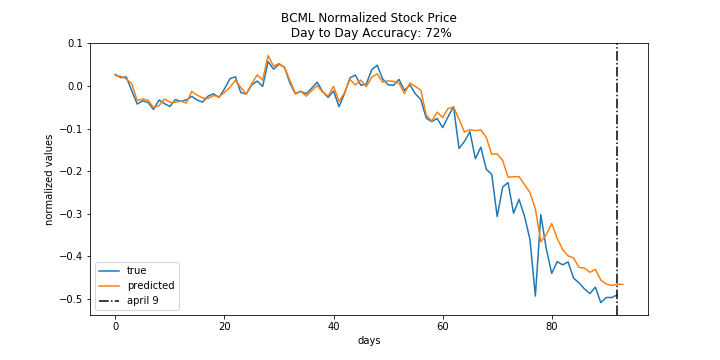 BCML Normalized Stock Price
Day to Day Accuracy: 72%
normalized values
0.1
0.0
−0.1
−0.2
−0.3
−0.4
−0.5
true
predicted
april 9
0 20 40 60 80
days